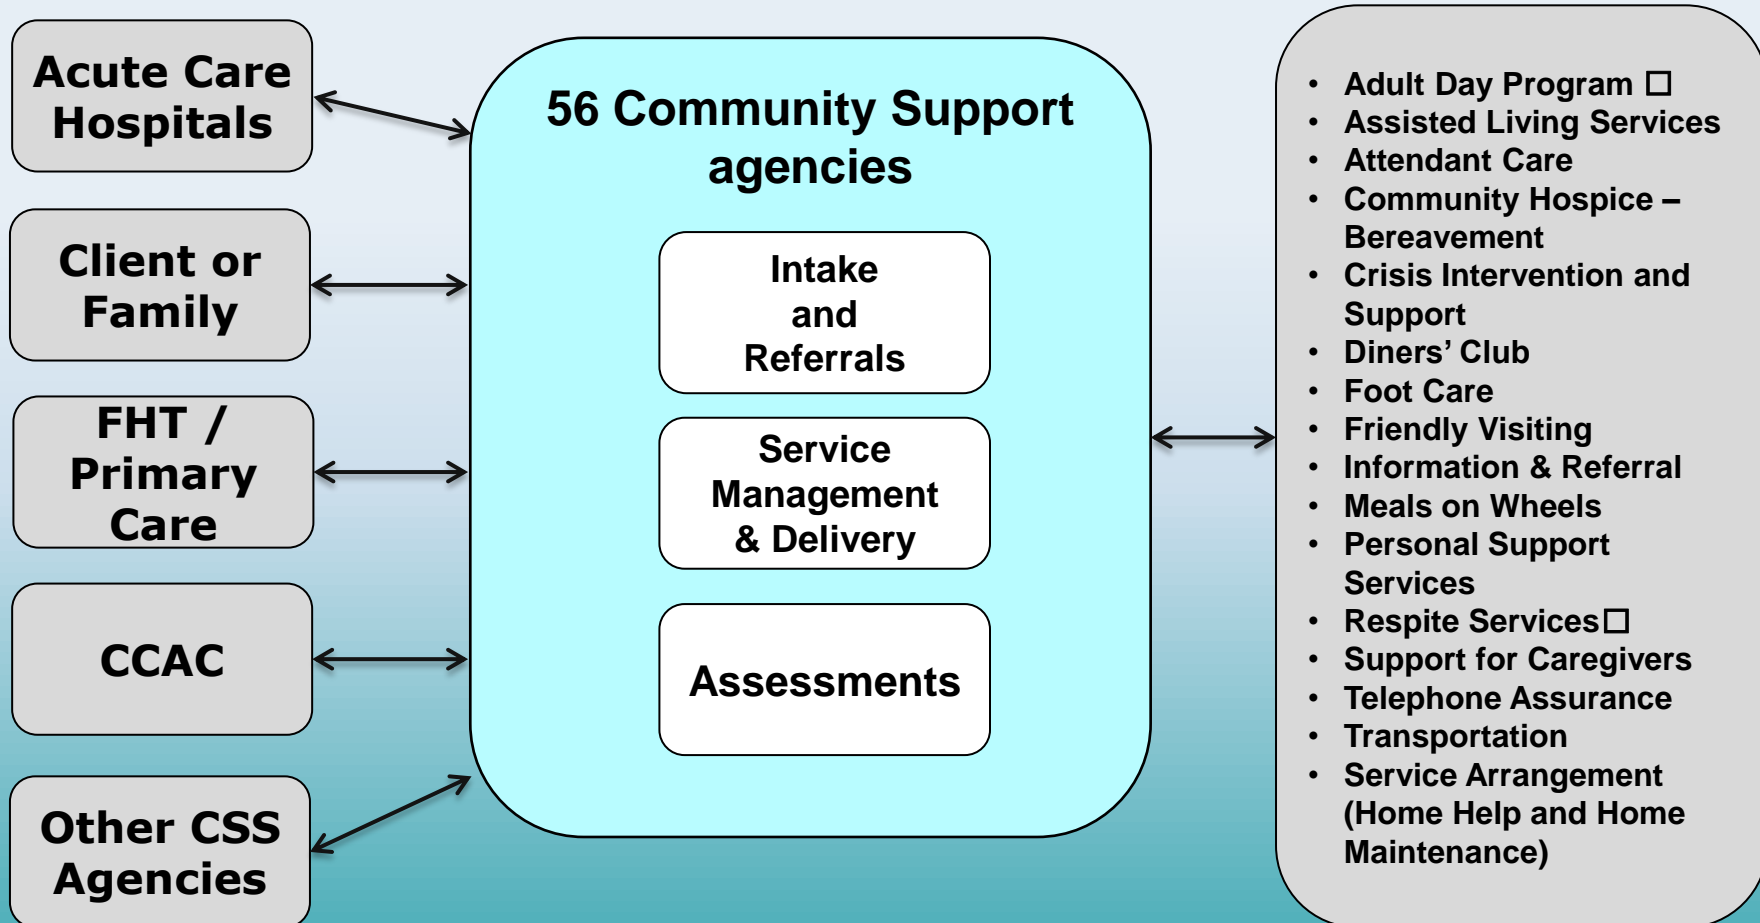 Acute Care
Hospitals
Client or
Family
FHT /
Primary
Care
CCAC
Other CSS
Agencies
56 Community Support
agencies
Intake
and
Referrals
Service
Management
& Delivery
Assessments
• Adult Day Program ☐
• Assisted Living Services
• Attendant Care
• Community Hospice –
Bereavement
• Crisis Intervention and
Support
• Diners’ Club
• Foot Care
• Friendly Visiting
• Information & Referral
• Meals on Wheels
• Personal Support
Services
• Respite Services☐
• Support for Caregivers
• Telephone Assurance
• Transportation
• Service Arrangement
(Home Help and Home
Maintenance)